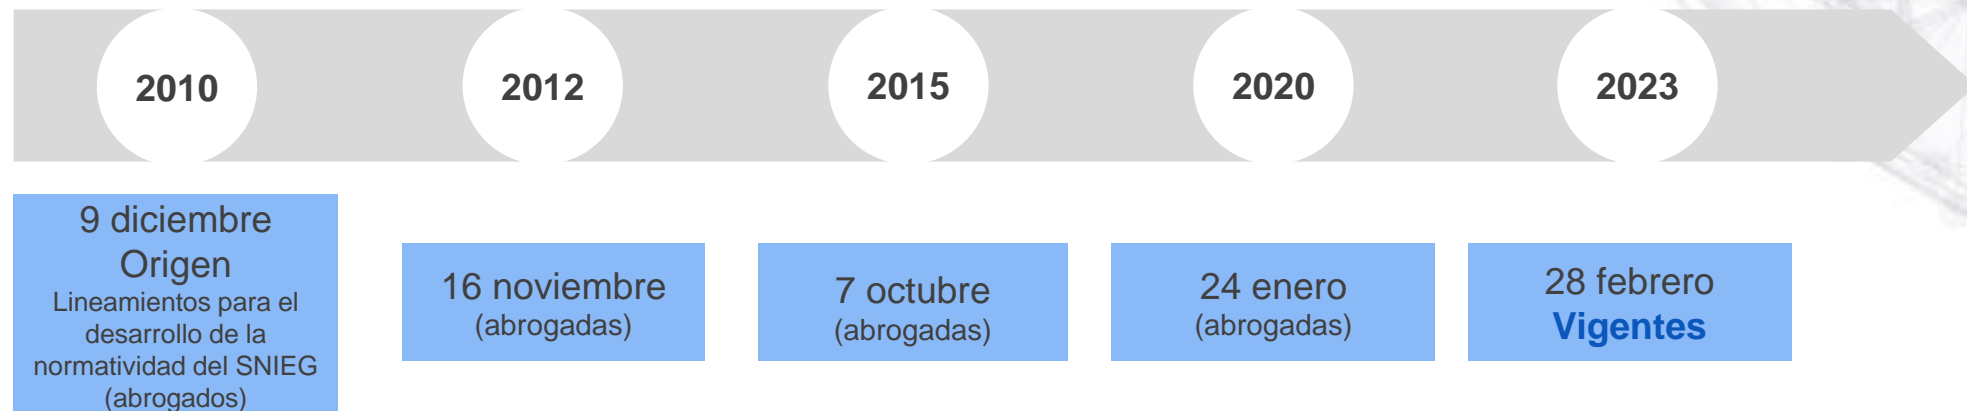 2010
2012
2015
2020
2023
9 diciembre
Origen
Lineamientos para el
desarrollo de la
normatividad del SNIEG
(abrogados)
16 noviembre
(abrogadas)
7 octubre
(abrogadas)
24 enero
(abrogadas)
28 febrero
Vigentes